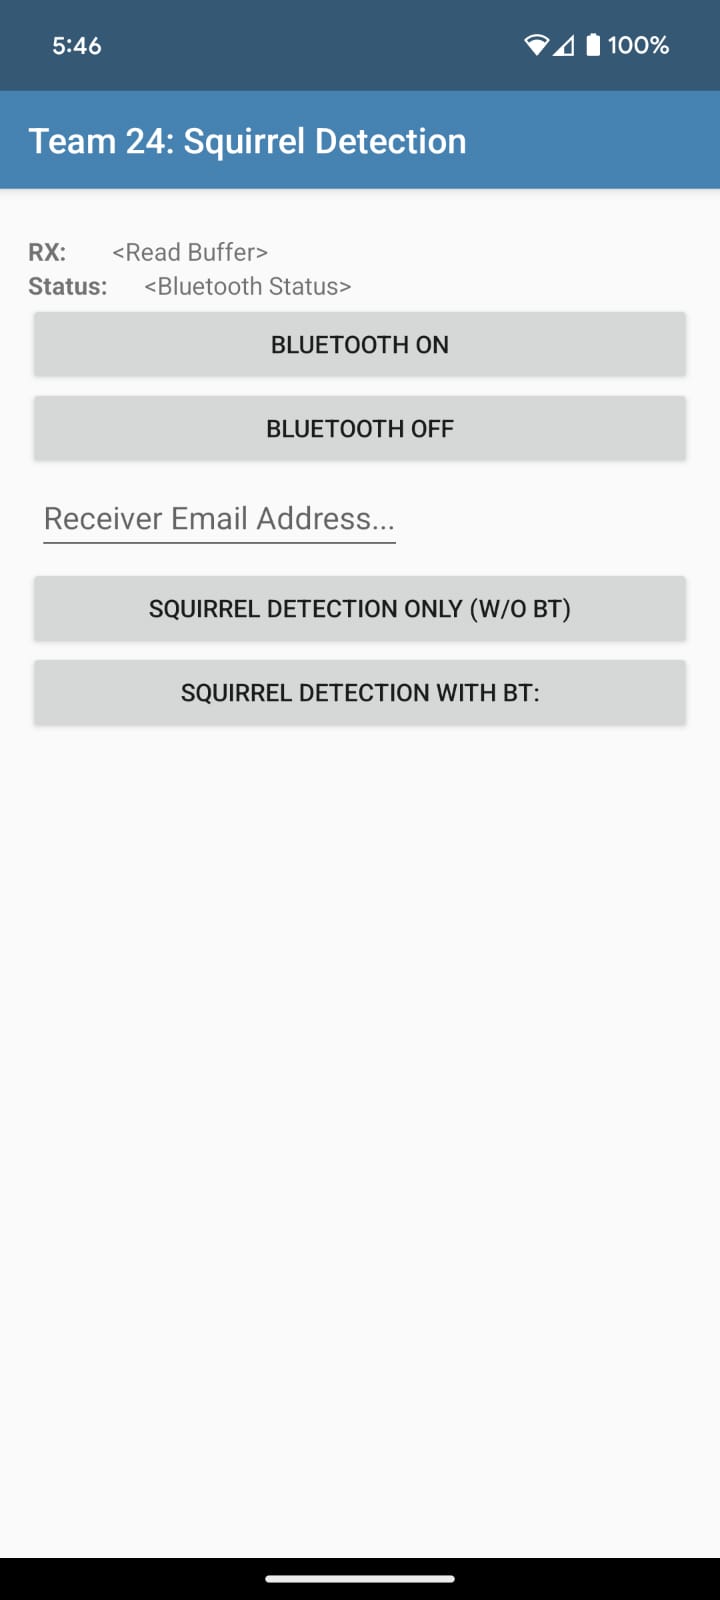 5:46 100%
Team 24: Squirrel Detection
RX: <Read Buffer>
Status: <Bluetooth Status>
BLUETOOTH ON
BLUETOOTH OFF
Receiver Email Address...
SQUIRREL DETECTION ONLY (W/O BT)
SQUIRREL DETECTION WITH BT: